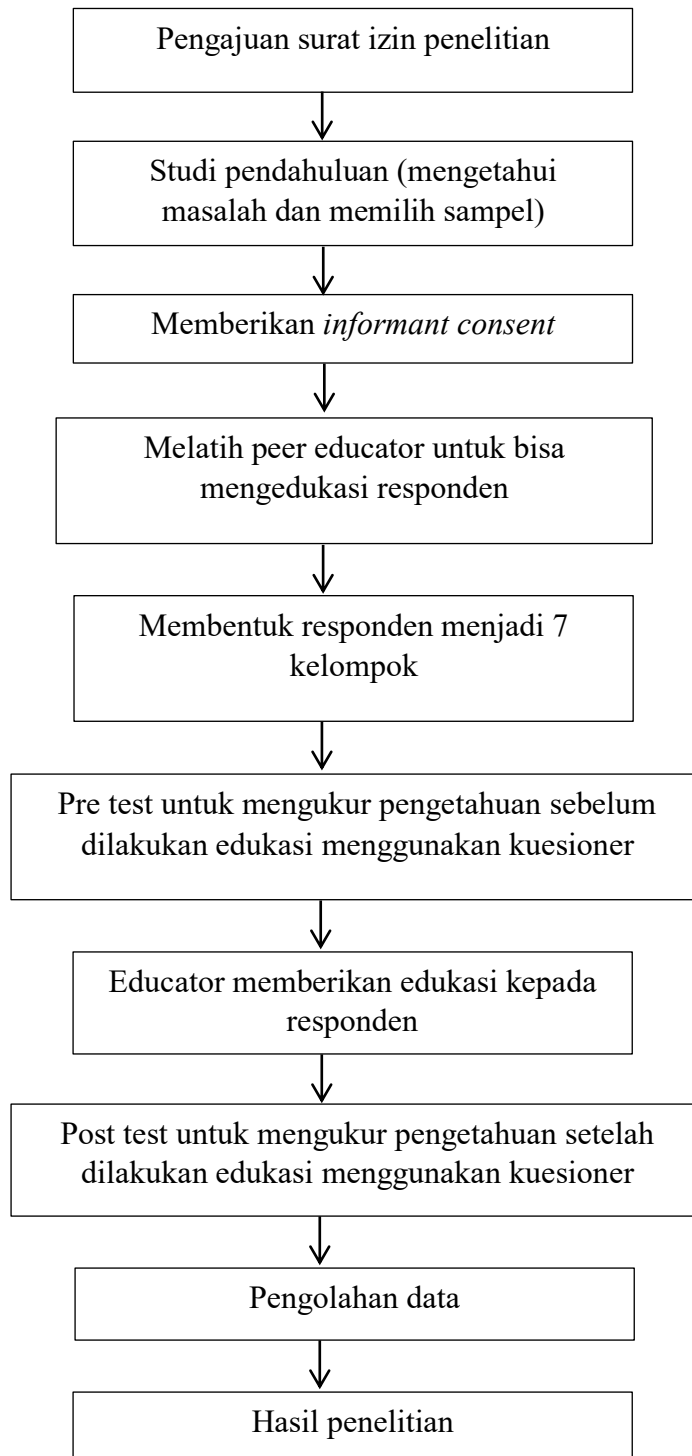 Pengajuan surat izin penelitian
Studi pendahuluan (mengetahui
masalah dan memilih sampel)
Memberikan informant consent
Melatih peer educator untuk bisa
mengedukasi responden
Membentuk responden menjadi 7
kelompok
Pre test untuk mengukur pengetahuan sebelum
dilakukan edukasi menggunakan kuesioner
Educator memberikan edukasi kepada
responden
Post test untuk mengukur pengetahuan setelah
dilakukan edukasi menggunakan kuesioner
Pengolahan data
Hasil penelitian